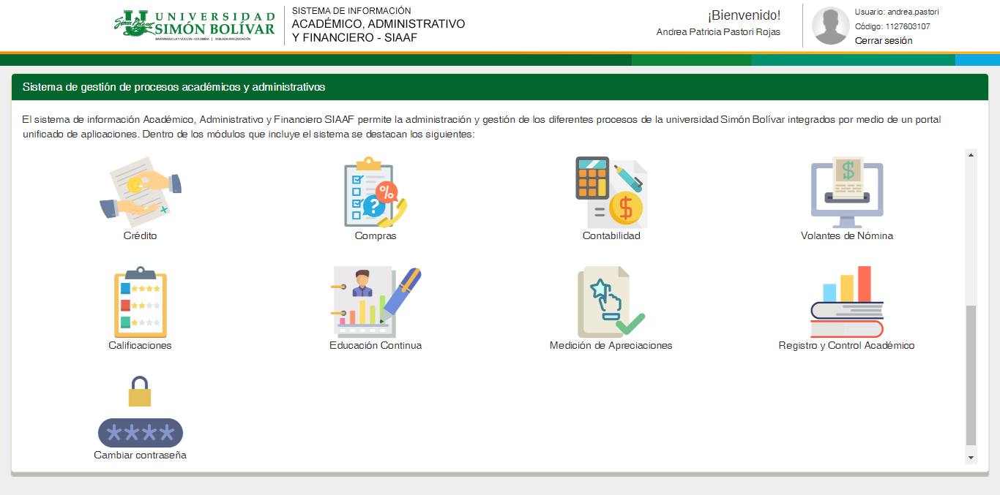 UNIVERSIDAD
SIMÓN BOLÍVAR
BARRANQUILLA Y CÚCUTA - COLOMBIA | VIGILADA MINEDUCACIÓN
SISTEMA DE INFORMACIÓN
ACADÉMICO, ADMINISTRATIVO
Y FINANCIERO - SIAAF
¡Bienvenido!
Andrea Patricia Pastori Rojas
Usuario: andrea.pastori
Código: 1127603107
Cerrar sesión
Sistema de gestión de procesos académicos y administrativos
El sistema de información Académico, Administrativo y Financiero SIAAF permite la administración y gestión de los diferentes procesos de la universidad Simón Bolívar integrados por medio de un portal
unificado de aplicaciones. Dentro de los módulos que incluye el sistema se destacan los siguientes:
Crédito
Compras
Contabilidad
Volantes de Nómina
Calificaciones
Educación Continua
Medición de Apreciaciones
Registro y Control Académico
Cambiar contraseña